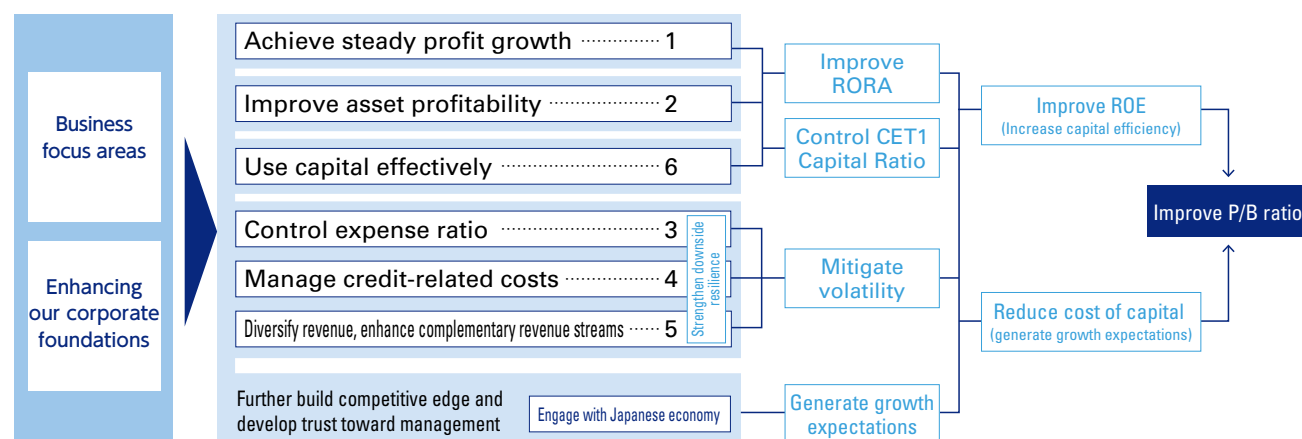 Business
focus areas
Enhancing
our corporate
foundations
Achieve steady profit growth ·············· 1
Improve asset profitability ···················· 2
Use capital effectively ··························· 6
Control expense ratio ···························· 3
Manage credit-related costs ················· 4
Diversify revenue, enhance complementary revenue streams ······ 5
Strengthen downside
resilience
Further build competitive edge and
develop trust toward management
Engage with Japanese economy
Improve
RORA
Control CET1
Capital Ratio
Mitigate
volatility
Generate growth
expectations
Improve ROE
(Increase capital efficiency)
Reduce cost of capital
(generate growth expectations)
Improve P/B ratio